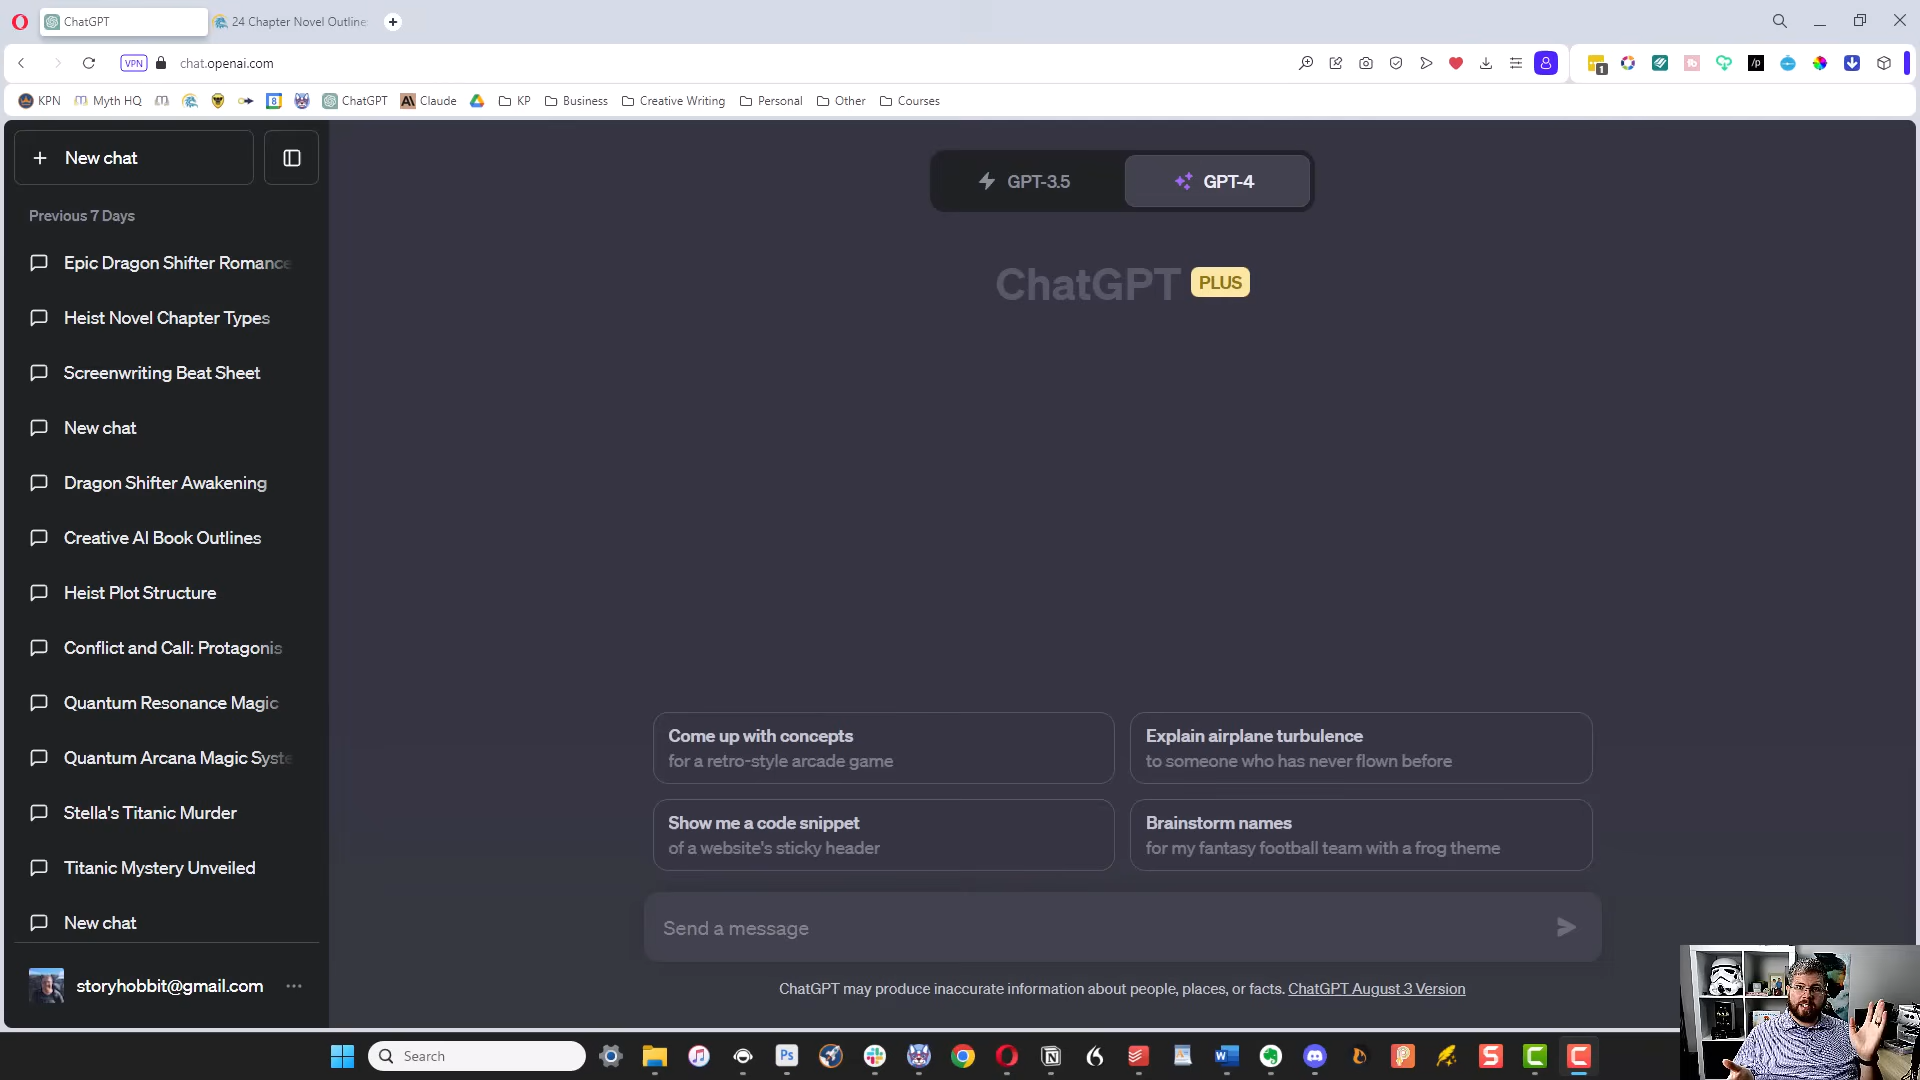 ChatGPT
24 Chapter Novel Outline
VPN
chat.openai.com
1
KPN
Myth HQ
8
ChatGPT
Claude
KP
Business
Creative Writing
Personal
Other
Courses
New chat
Previous 7 Days
Epic Dragon Shifter Romance
Heist Novel Chapter Types
Screenwriting Beat Sheet
New chat
Dragon Shifter Awakening
Creative AI Book Outlines
Heist Plot Structure
Conflict and Call: Protagonis
Quantum Resonance Magic
Quantum Arcana Magic Syste
Stella's Titanic Murder
Titanic Mystery Unveiled
New chat
storyhobbit@gmail.com
GPT-3.5
GPT-4
ChatGPT PLUS
Come up with concepts
for a retro-style arcade game
Explain airplane turbulence
to someone who has never flown before
Show me a code snippet
of a website's sticky header
Brainstorm names
for my fantasy football team with a frog theme
Send a message
ChatGPT may produce inaccurate information about people, places, or facts. ChatGPT August 3 Version
Search